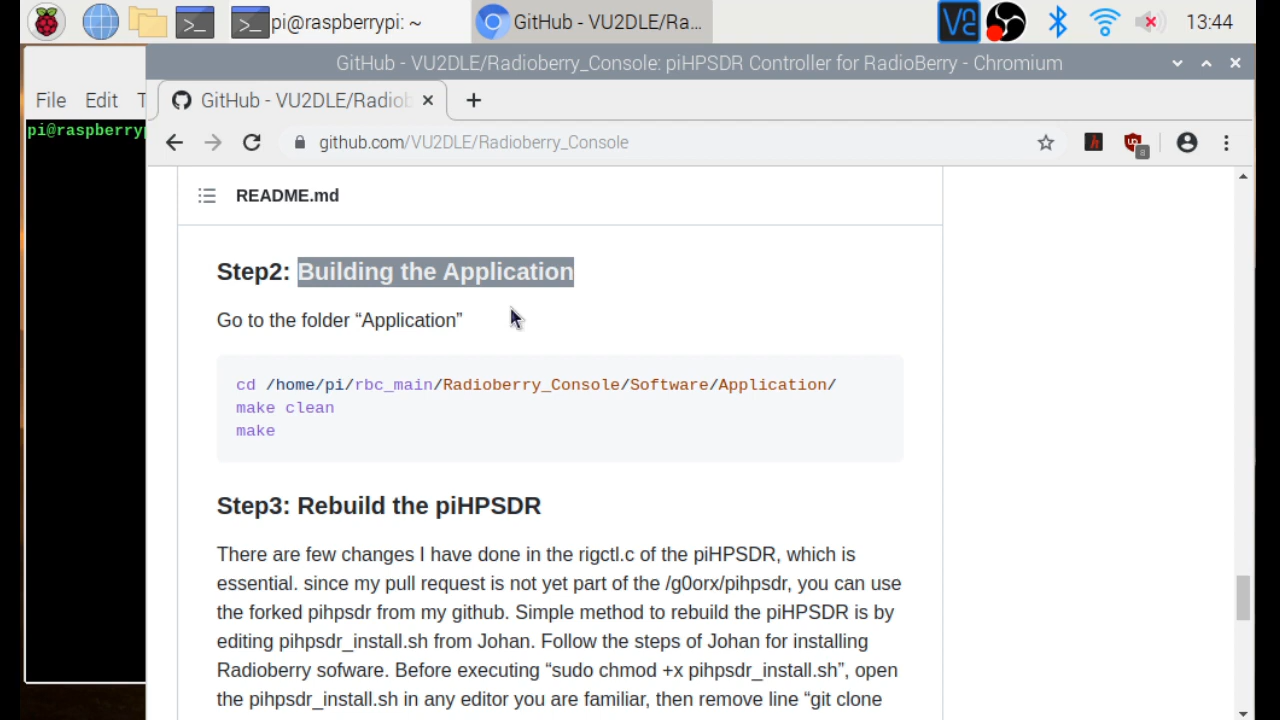 pi@raspberrypi: ~
GitHub - VU2DLE/Ra...
13:44
GitHub - VU2DLE/Radioberry_Console: piHPSDR Controller for RadioBerry - Chromium
File Edit T
GitHub - VU2DLE/Radiob
pi@raspberryp
github.com/VU2DLE/Radioberry_Console
README.md
Step2: Building the Application
Go to the folder “Application”
cd /home/pi/rbc_main/Radioberry_Console/Software/Application/
make clean
make
Step3: Rebuild the piHPSDR
There are few changes I have done in the rigctl.c of the piHPSDR, which is
essential. since my pull request is not yet part of the /g0orx/pihpsdr, you can use
the forked pihpsdr from my github. Simple method to rebuild the piHPSDR is by
editing pihpsdr_install.sh from Johan. Follow the steps of Johan for installing
Radioberry sofware. Before executing “sudo chmod +x pihpsdr_install.sh”, open
the pihpsdr_install.sh in any editor you are familiar, then remove line “git clone